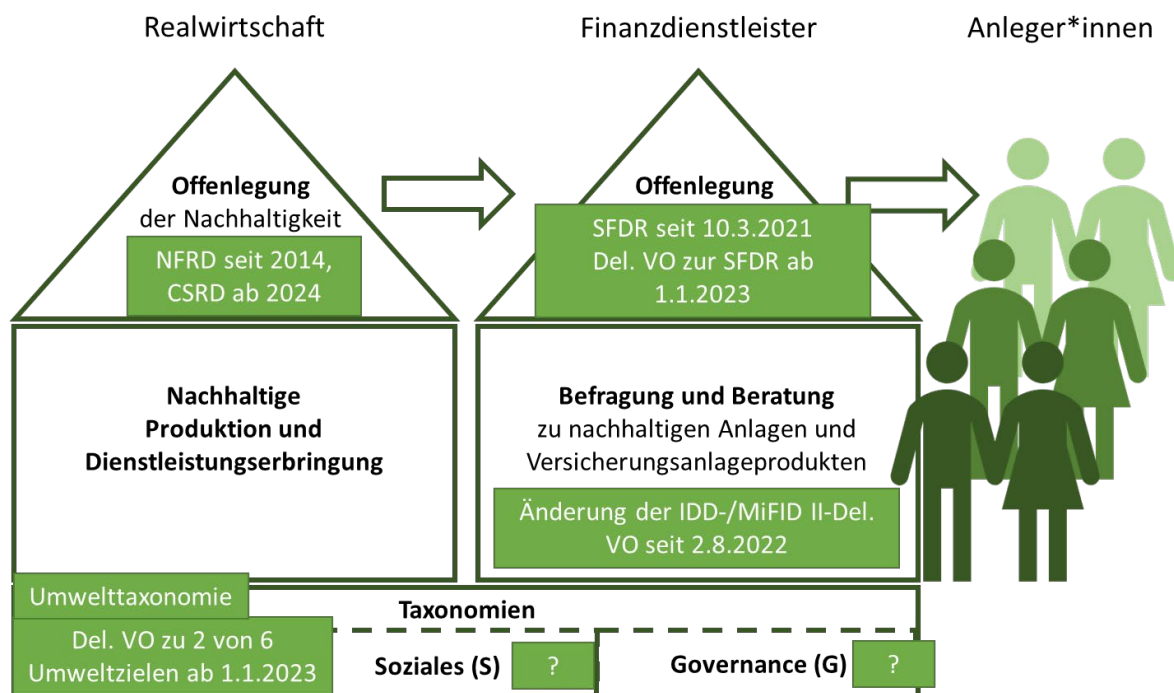 Realwirtschaft
Finanzdienstleister
Anleger*innen
Offenlegung
der Nachhaltigkeit
NFRD seit 2014,
CSRD ab 2024
Offenlegung
SFDR seit 10.3.2021
Del. VO zur SFDR ab
1.1.2023
Nachhaltige
Produktion und
Dienstleistungserbringung
Befragung und Beratung
zu nachhaltigen Anlagen und
Versicherungsanlageprodukten
Änderung der IDD-/MiFID II-Del.
VO seit 2.8.2022
Umwelttaxonomie
Taxonomien
Del. VO zu 2 von 6
Umweltzielen ab 1.1.2023
Soziales (S)
?
Governance (G)
?